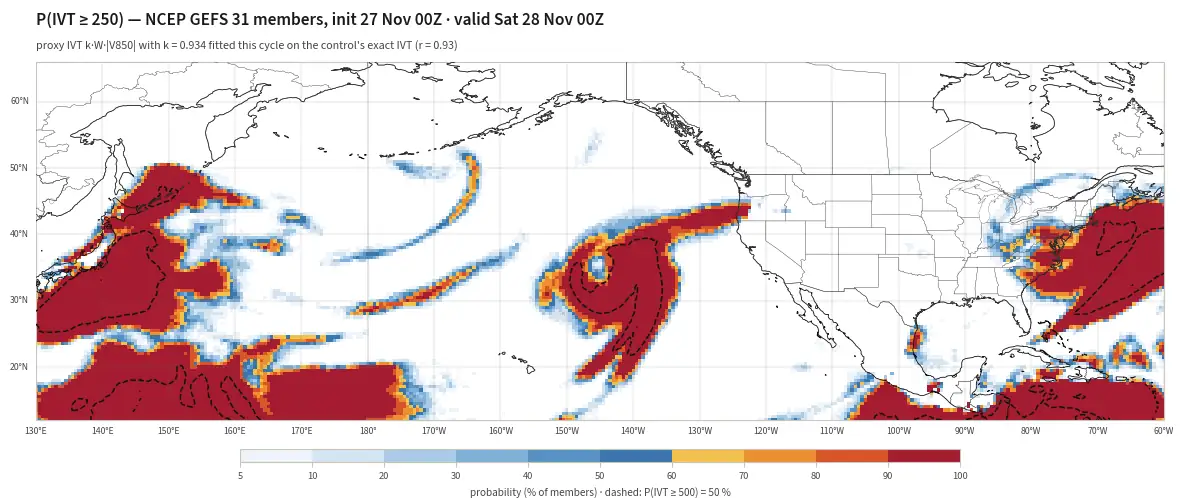 P(IVT ≥ 250) — NCEP GEFS 31 members, init 27 Nov 00Z · valid Sat 28 Nov 00Z
proxy IVT k·W·|V850| with k = 0.934 fitted this cycle on the control's exact IVT (r = 0.93)
60°N
50°N
40°N
30°N
20°N
130°E 140°E 150°E 160°E 170°E 180° 170°W 160°W 150°W 140°W 130°W 120°W 110°W 100°W 90°W 80°W 70°W 60°W
5 10 20 30 40 50 60 70 80 90 100
probability (% of members) · dashed: P(IVT ≥ 500) = 50 %